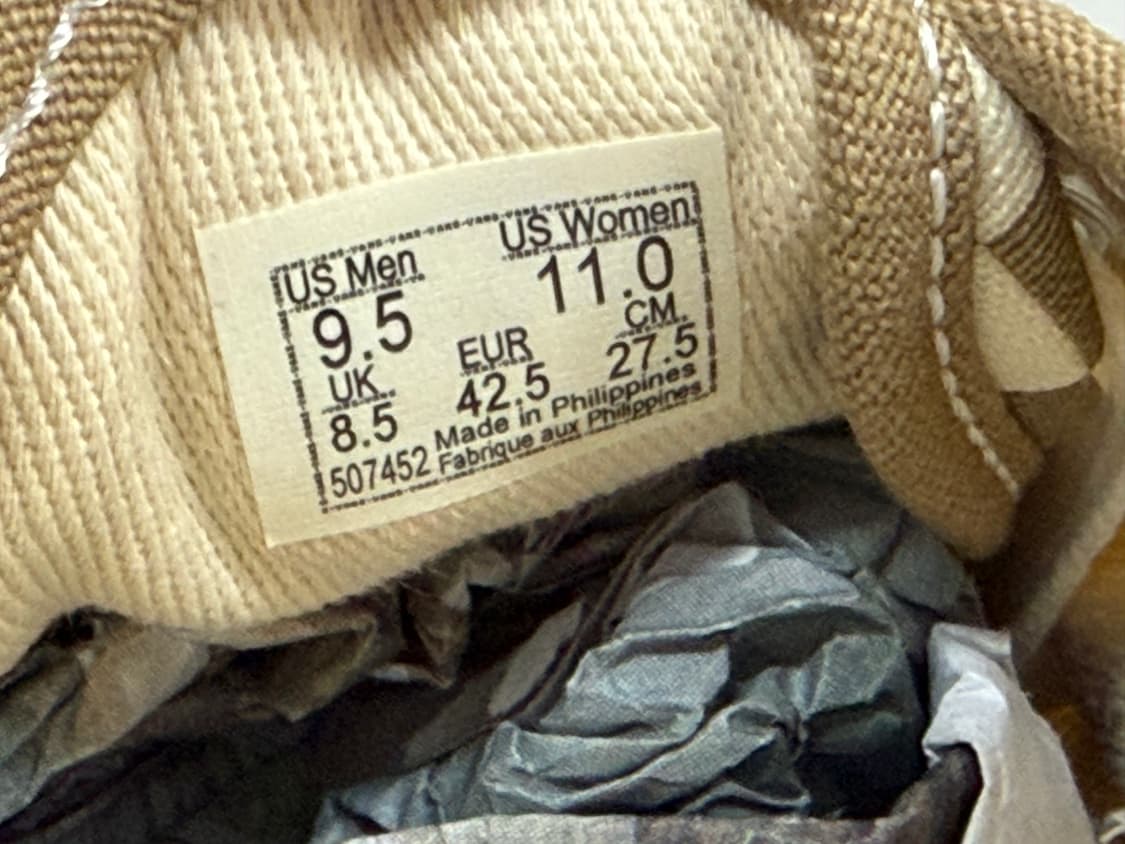 US Men US Women
9.5 11.0
UK EUR CM
8.5 42.5 27.5
Made in Philippines
507452 Fabrique aux Philippines